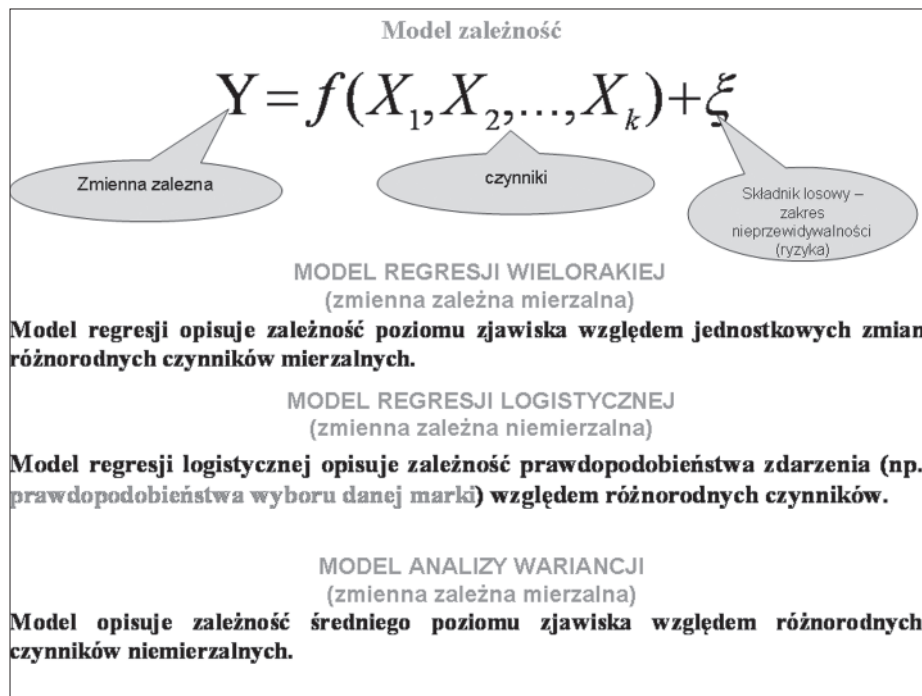 Model zależność
Y = f(X₁, X₂,..., Xₖ) + ξ
Zmienna zalezna
czynniki
Składnik losowy –
zakres
nieprzewidywalności
(ryzyka)
MODEL REGRESJI WIELORAKIEJ
(zmienna zależna mierzalna)
Model regresji opisuje zależność poziomu zjawiska względem jednostkowych zmian
różnorodnych czynników mierzalnych.
MODEL REGRESJI LOGISTYCZNEJ
(zmienna zależna niemierzalna)
Model regresji logistycznej opisuje zależność prawdopodobieństwa zdarzenia (np.
prawdopodobieństwa wyboru danej marki) względem różnorodnych czynników.
MODEL ANALIZY WARIANCJI
(zmienna zależna mierzalna)
Model opisuje zależność średniego poziomu zjawiska względem różnorodnych
czynników niemierzalnych.